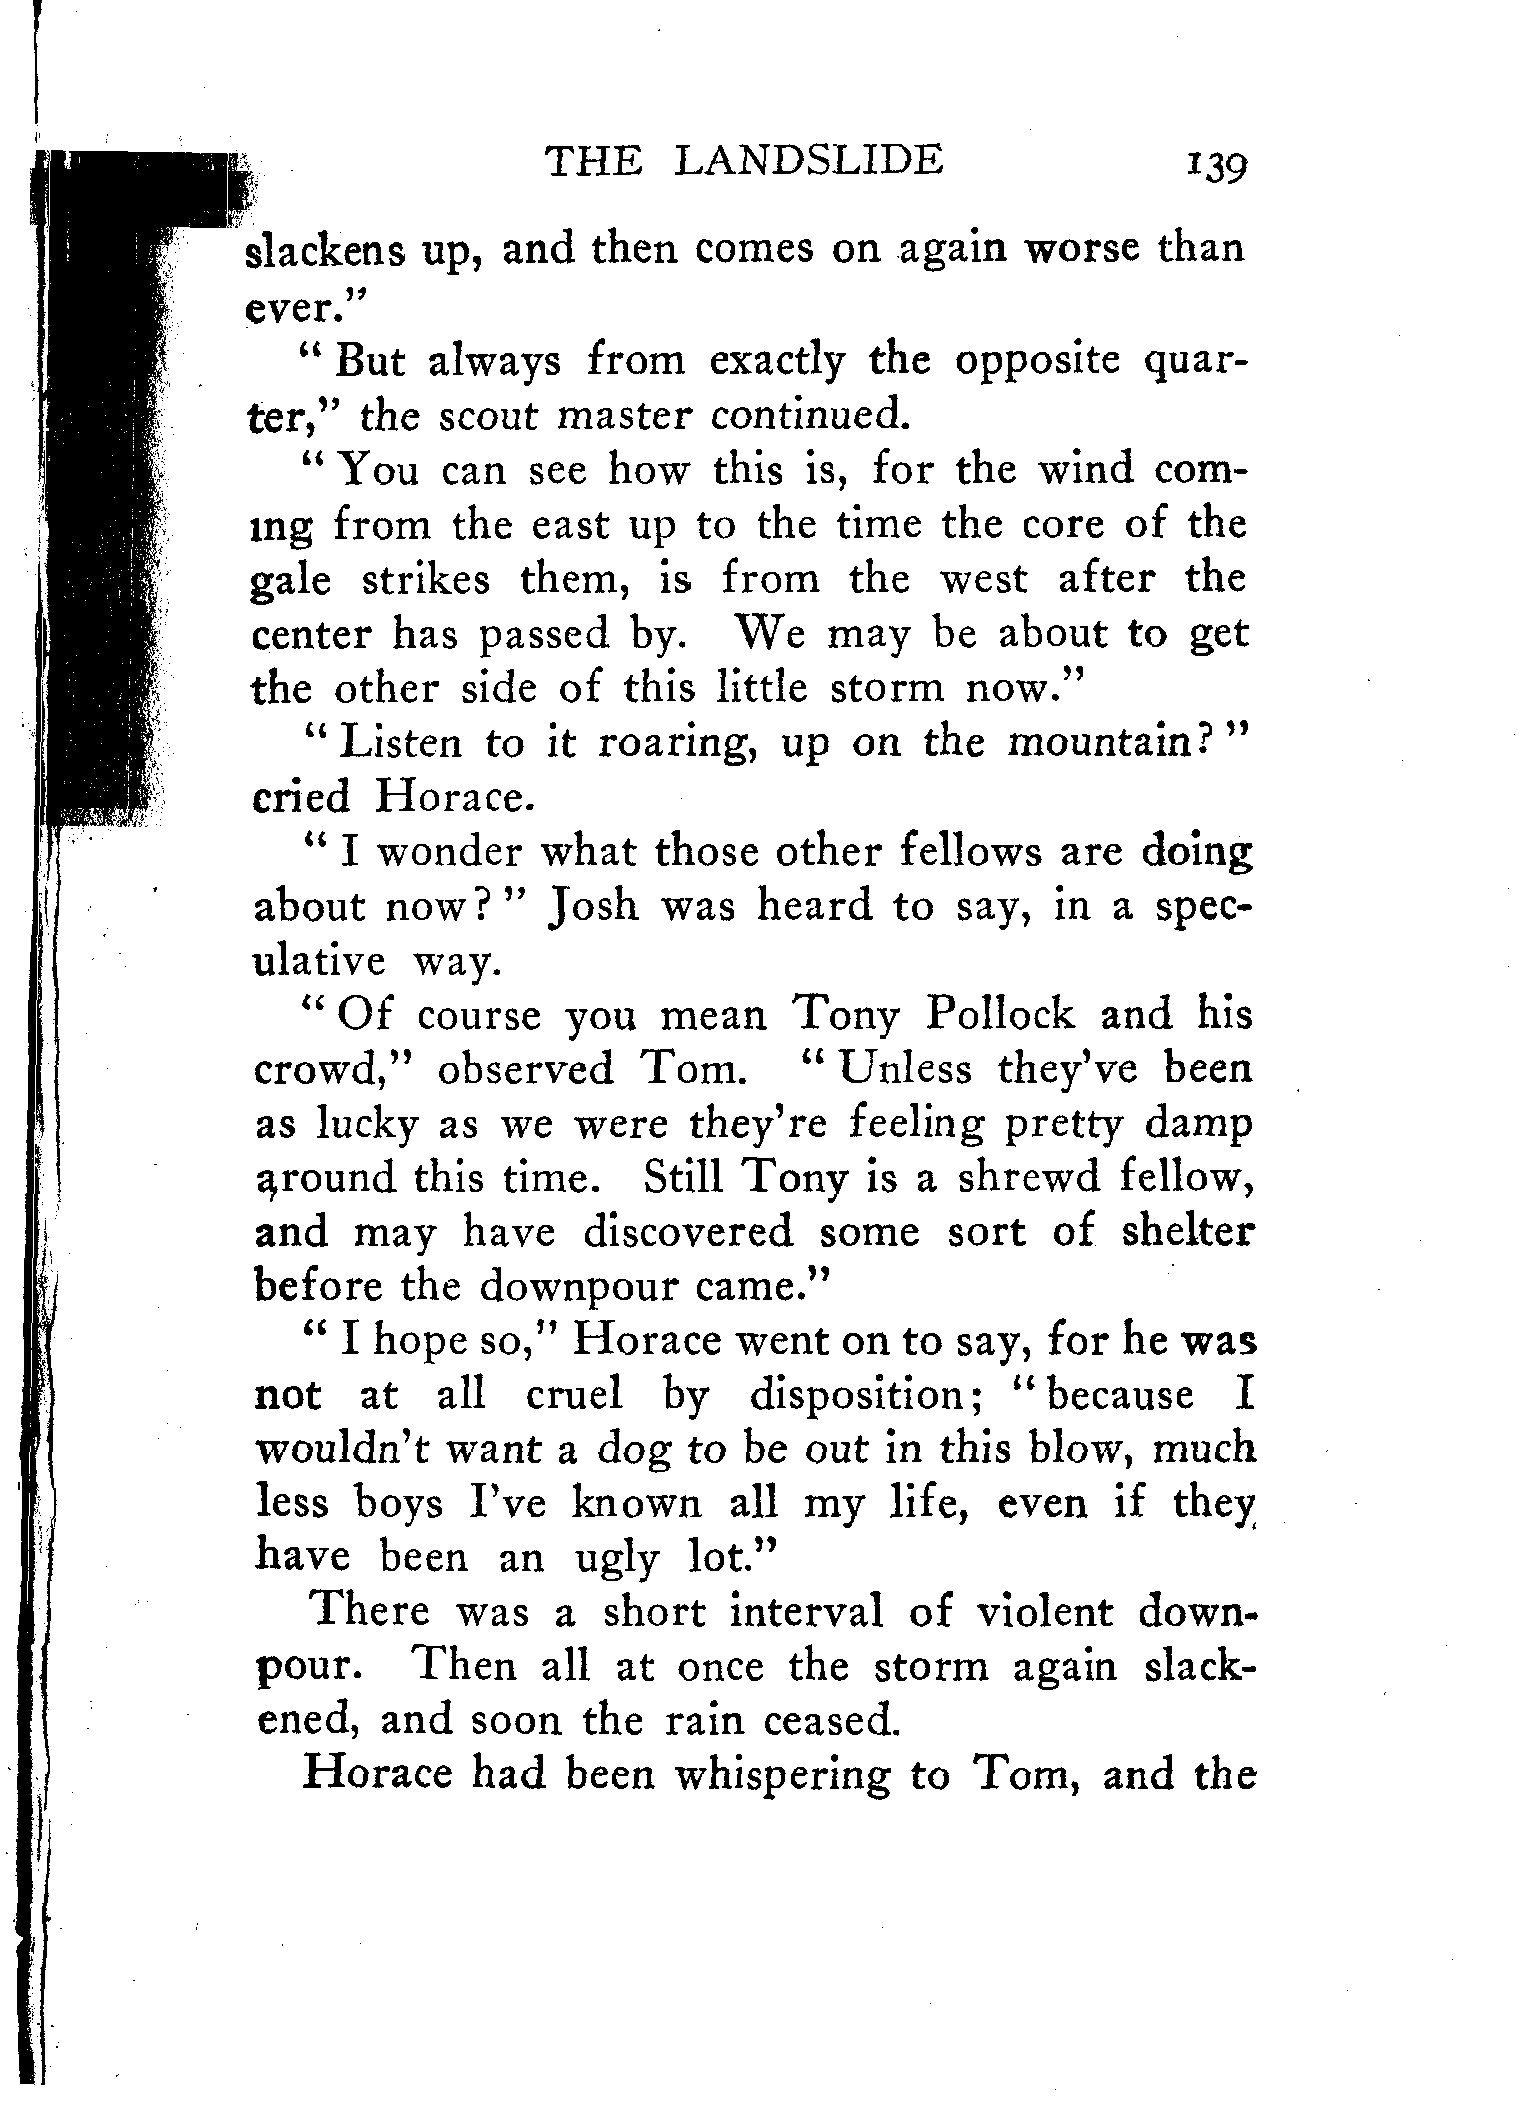 THE LANDSLIDE 139
slackens up, and then comes on again worse than
ever."
" But always from exactly the opposite quar-
ter," the scout master continued.
" You can see how this is, for the wind com-
ing from the east up to the time the core of the
gale strikes them, is from the west after the
center has passed by. We may be about to get
the other side of this little storm now."
" Listen to it roaring, up on the mountain? "
cried Horace.
" I wonder what those other fellows are doing
about now? " Josh was heard to say, in a spec-
ulative way.
" Of course you mean Tony Pollock and his
crowd," observed Tom. " Unless they've been
as lucky as we were they're feeling pretty damp
around this time. Still Tony is a shrewd fellow,
and may have discovered some sort of shelter
before the downpour came."
" I hope so," Horace went on to say, for he was
not at all cruel by disposition; " because I
wouldn't want a dog to be out in this blow, much
less boys I've known all my life, even if they
have been an ugly lot."
There was a short interval of violent down-
pour. Then all at once the storm again slack-
ened, and soon the rain ceased.
Horace had been whispering to Tom, and the